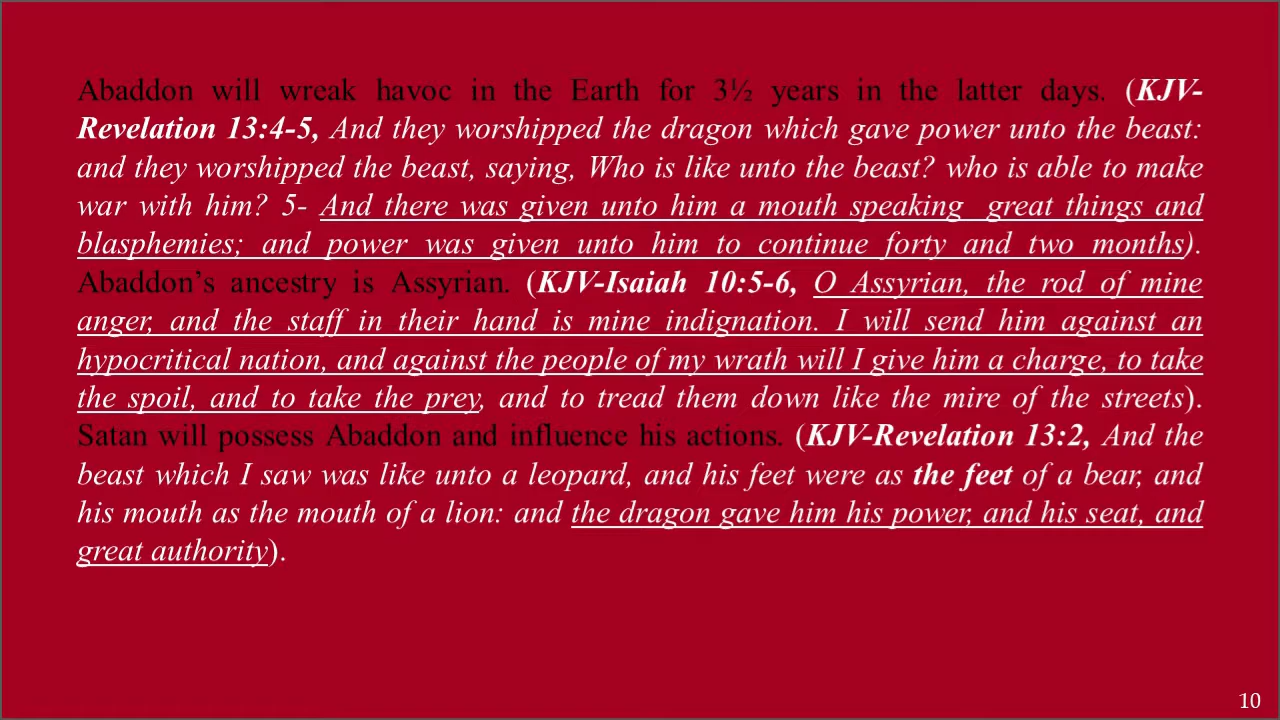 Abaddon will wreak havoc in the Earth for 3½ years in the latter days. (KJV-
Revelation 13:4-5, And they worshipped the dragon which gave power unto the beast:
and they worshipped the beast, saying, Who is like unto the beast? who is able to make
war with him? 5- And there was given unto him a mouth speaking great things and
blasphemies; and power was given unto him to continue forty and two months).
Abaddon’s ancestry is Assyrian. (KJV-Isaiah 10:5-6, O Assyrian, the rod of mine
anger, and the staff in their hand is mine indignation. I will send him against an
hypocritical nation, and against the people of my wrath will I give him a charge, to take
the spoil, and to take the prey, and to tread them down like the mire of the streets).
Satan will possess Abaddon and influence his actions. (KJV-Revelation 13:2, And the
beast which I saw was like unto a leopard, and his feet were as the feet of a bear, and
his mouth as the mouth of a lion: and the dragon gave him his power, and his seat, and
great authority).
10